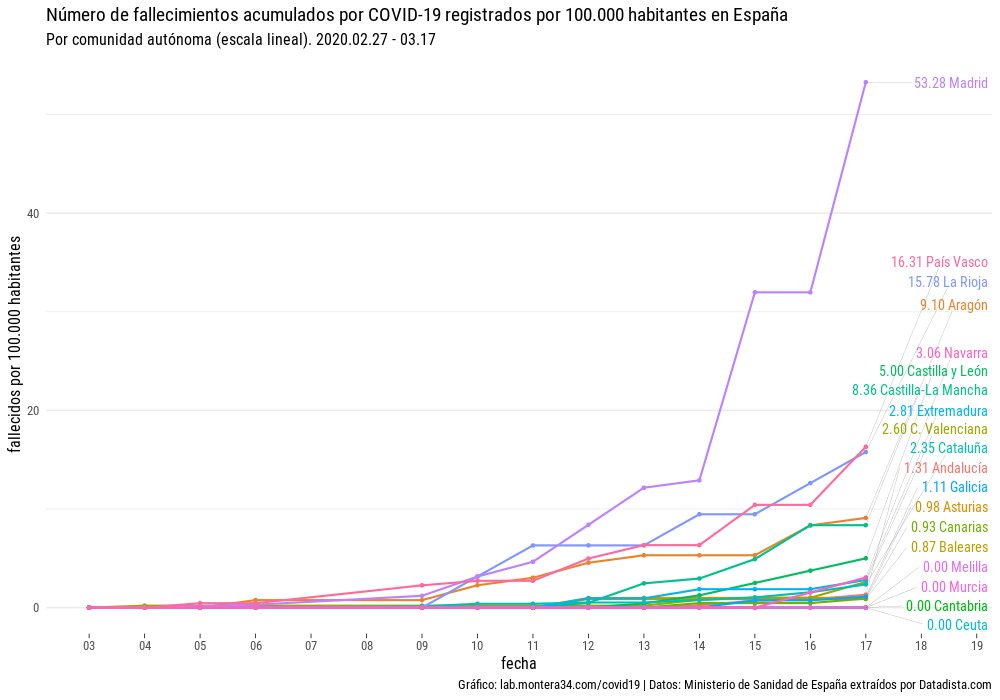 Número de fallecimientos acumulados por COVID-19 registrados por 100.000 habitantes en España
Por comunidad autónoma (escala lineal). 2020.02.27 - 03.17
fallecidos por 100.000 habitantes
40
20
0
53.28 Madrid
16.31 País Vasco
15.78 La Rioja
9.10 Aragón
3.06 Navarra
5.00 Castilla y León
8.36 Castilla-La Mancha
2.81 Extremadura
2.60 C. Valenciana
2.35 Cataluña
1.31 Andalucía
1.11 Galicia
0.98 Asturias
0.93 Canarias
0.87 Baleares
0.00 Melilla
0.00 Murcia
0.00 Cantabria
0.00 Ceuta
03 04 05 06 07 08 09 10 11 12 13 14 15 16 17 18 19
fecha
Gráfico: lab.montera34.com/covid19 | Datos: Ministerio de Sanidad de España extraídos por Datadista.com